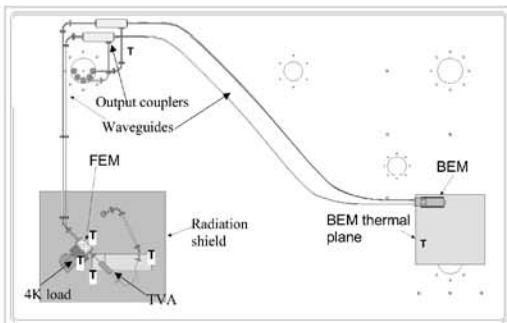 T
Output couplers
Waveguides
FEM
BEM
T
Radiation
shield
BEM thermal
plane
T
T
T
T
4K load
TVA